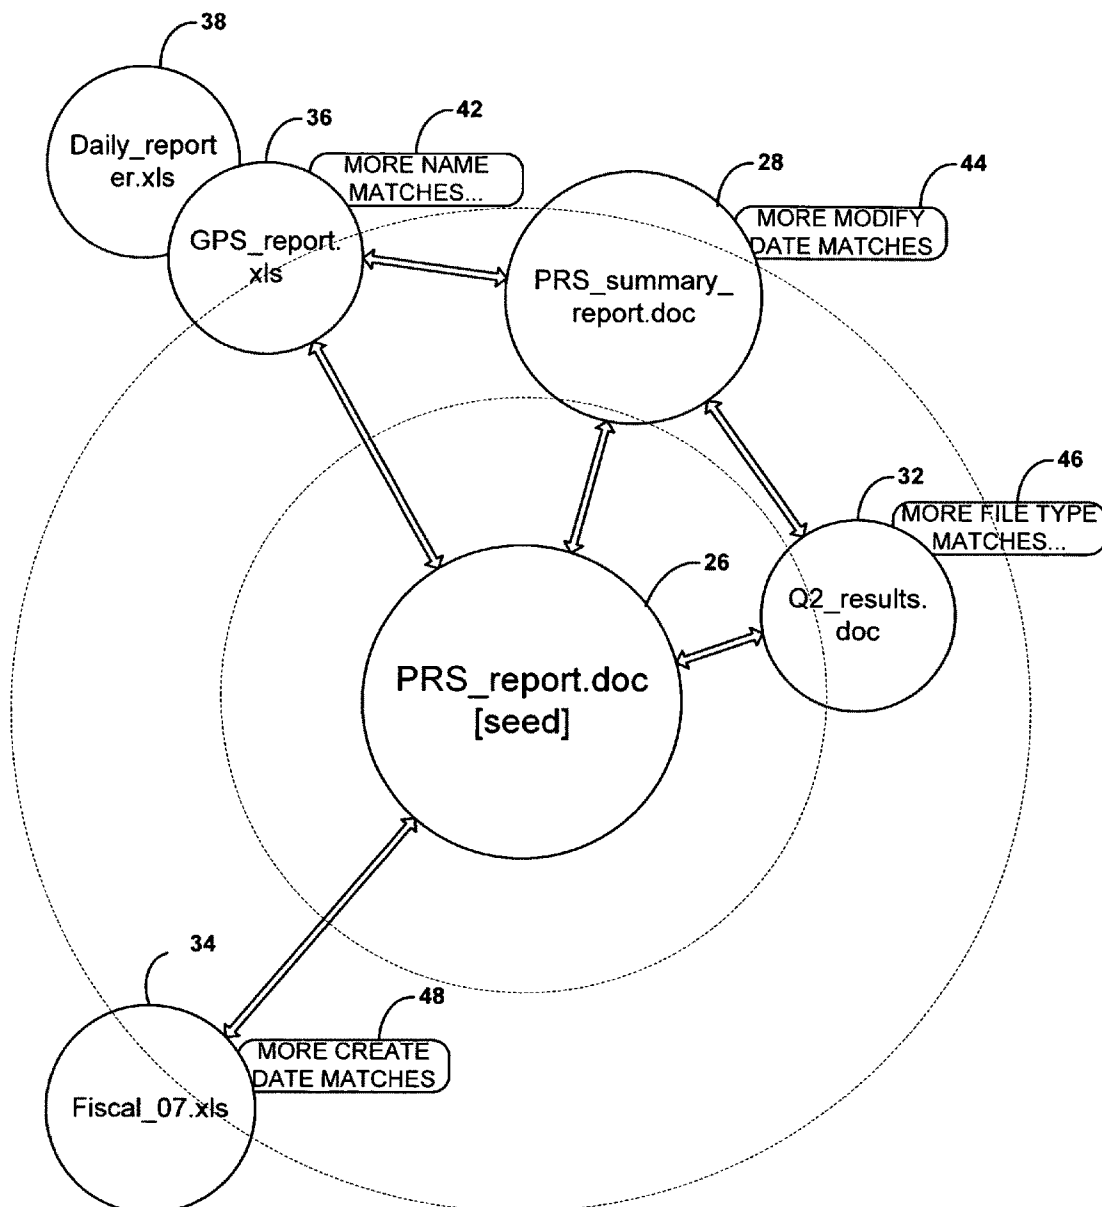 38
Daily_report
er.xls
36
42
MORE NAME
MATCHES...
GPS_report.
xls
28
44
MORE MODIFY
DATE MATCHES
PRS_summary_
report.doc
46
32
MORE FILE TYPE
MATCHES...
Q2_results.
doc
26
PRS_report.doc
[seed]
34
48
MORE CREATE
DATE MATCHES
Fiscal_07.xls